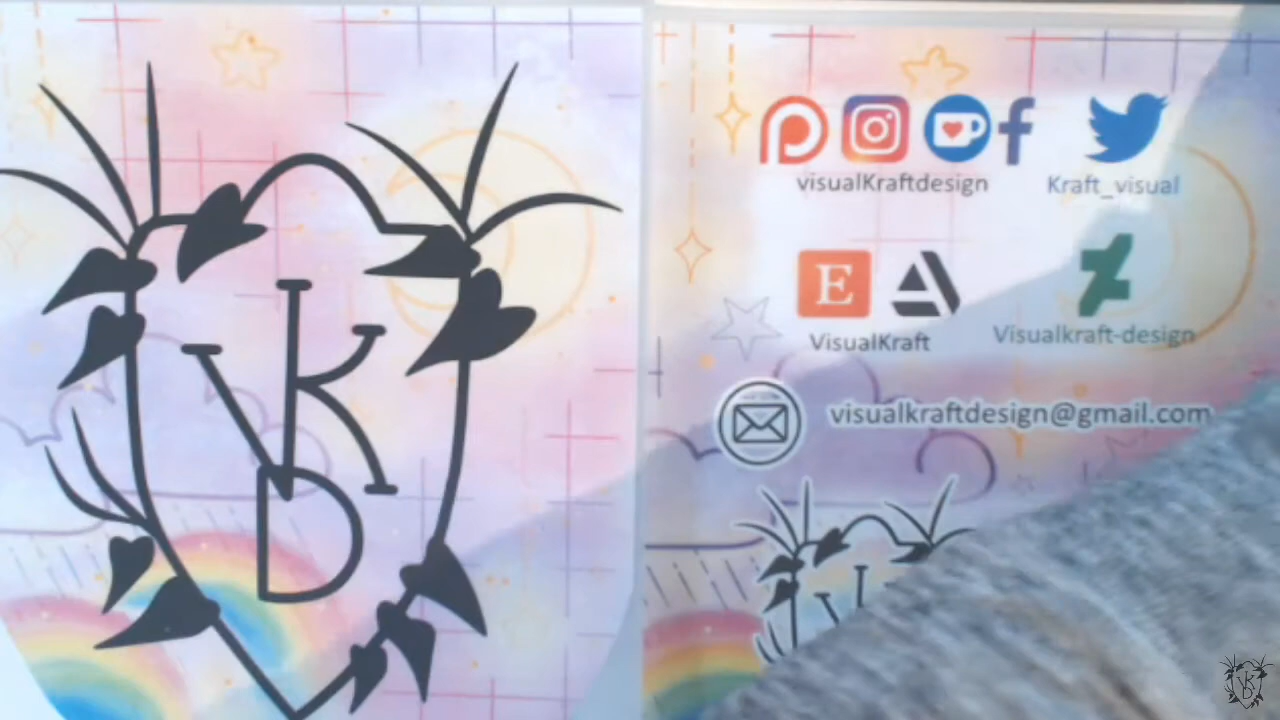 VKD
visualKraftdesign
Kraft_visual
E
VisualKraft
Visualkraft-design
visualkraftdesign@gmail.com